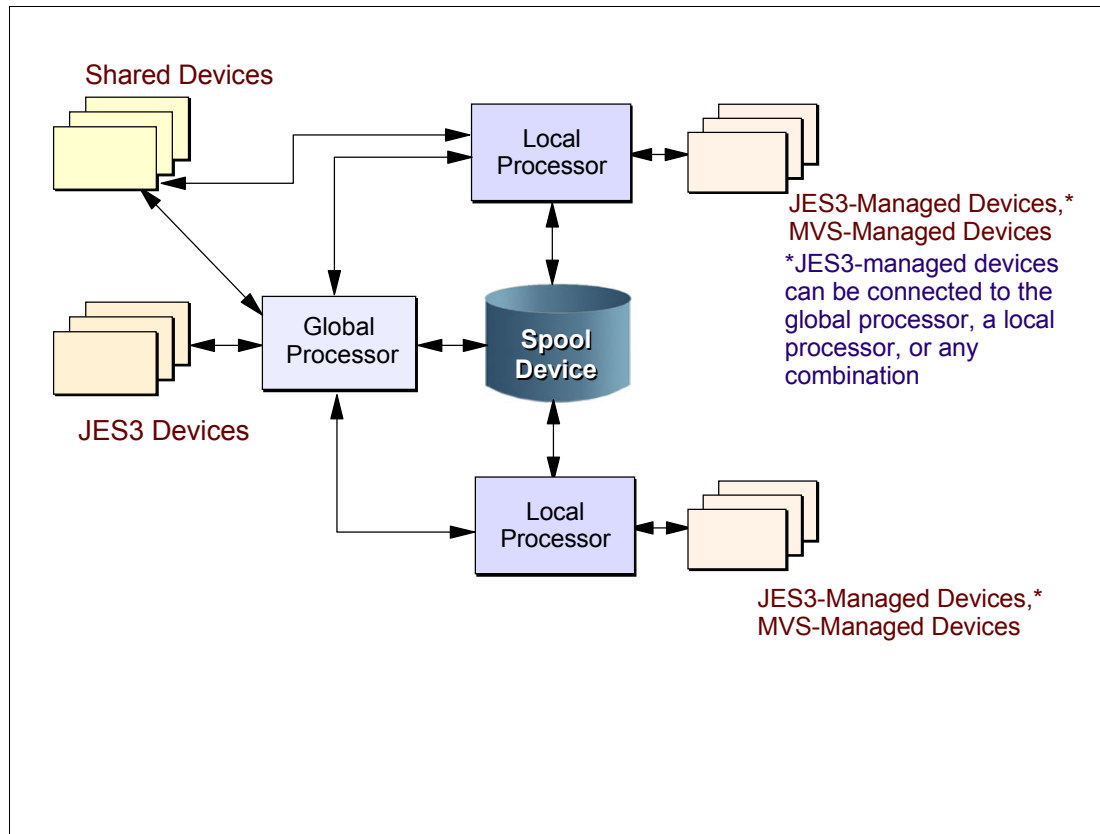 Shared Devices
Local
Processor
JES3-Managed Devices,*
MVS-Managed Devices
*JES3-managed devices
can be connected to the
global processor, a local
processor, or any
combination
Global
Processor
Spool
Device
JES3 Devices
Local
Processor
JES3-Managed Devices,*
MVS-Managed Devices